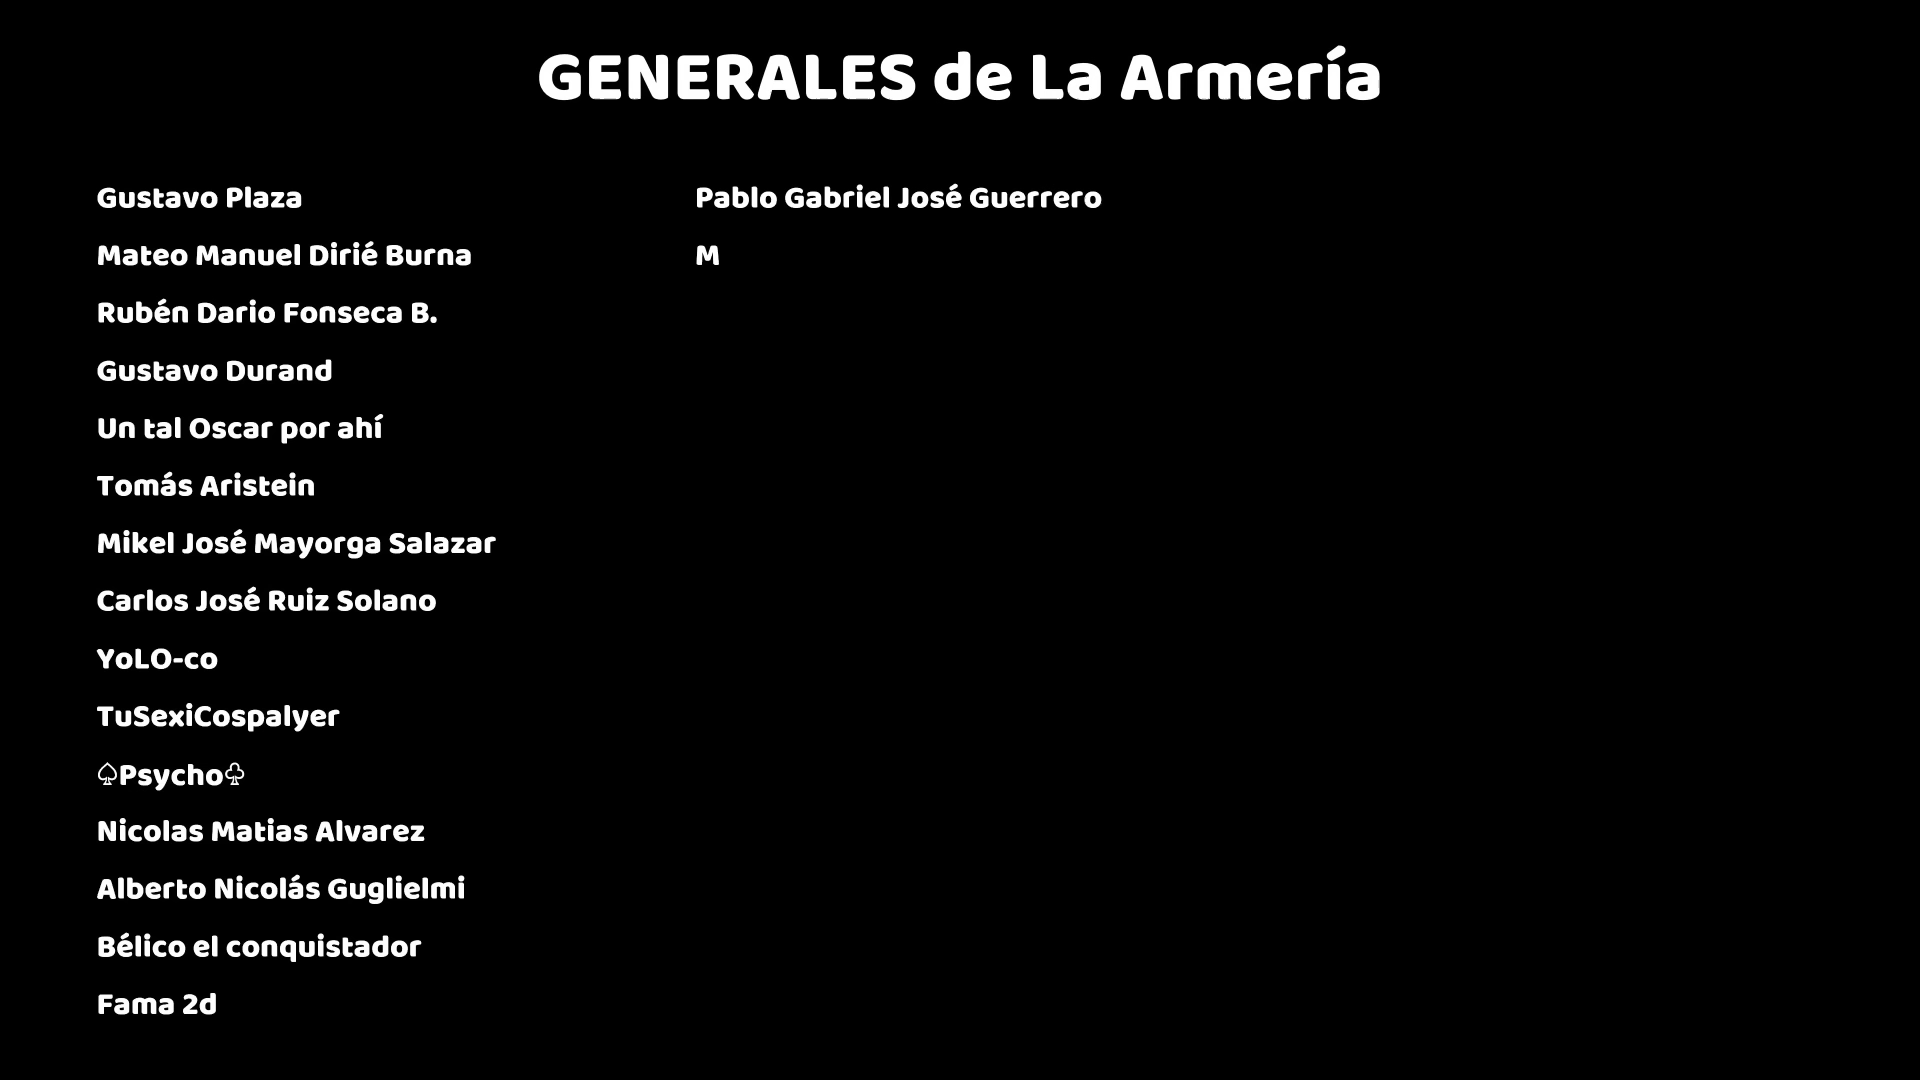 GENERALES de La Armería
Gustavo Plaza
Mateo Manuel Dirié Burna
Rubén Dario Fonseca B.
Gustavo Durand
Un tal Oscar por ahí
Tomás Aristein
Mikel José Mayorga Salazar
Carlos José Ruiz Solano
YoLO-co
TuSexiCospalyer
♤Psycho♧
Nicolas Matias Alvarez
Alberto Nicolás Guglielmi
Bélico el conquistador
Fama 2d
Pablo Gabriel José Guerrero
M